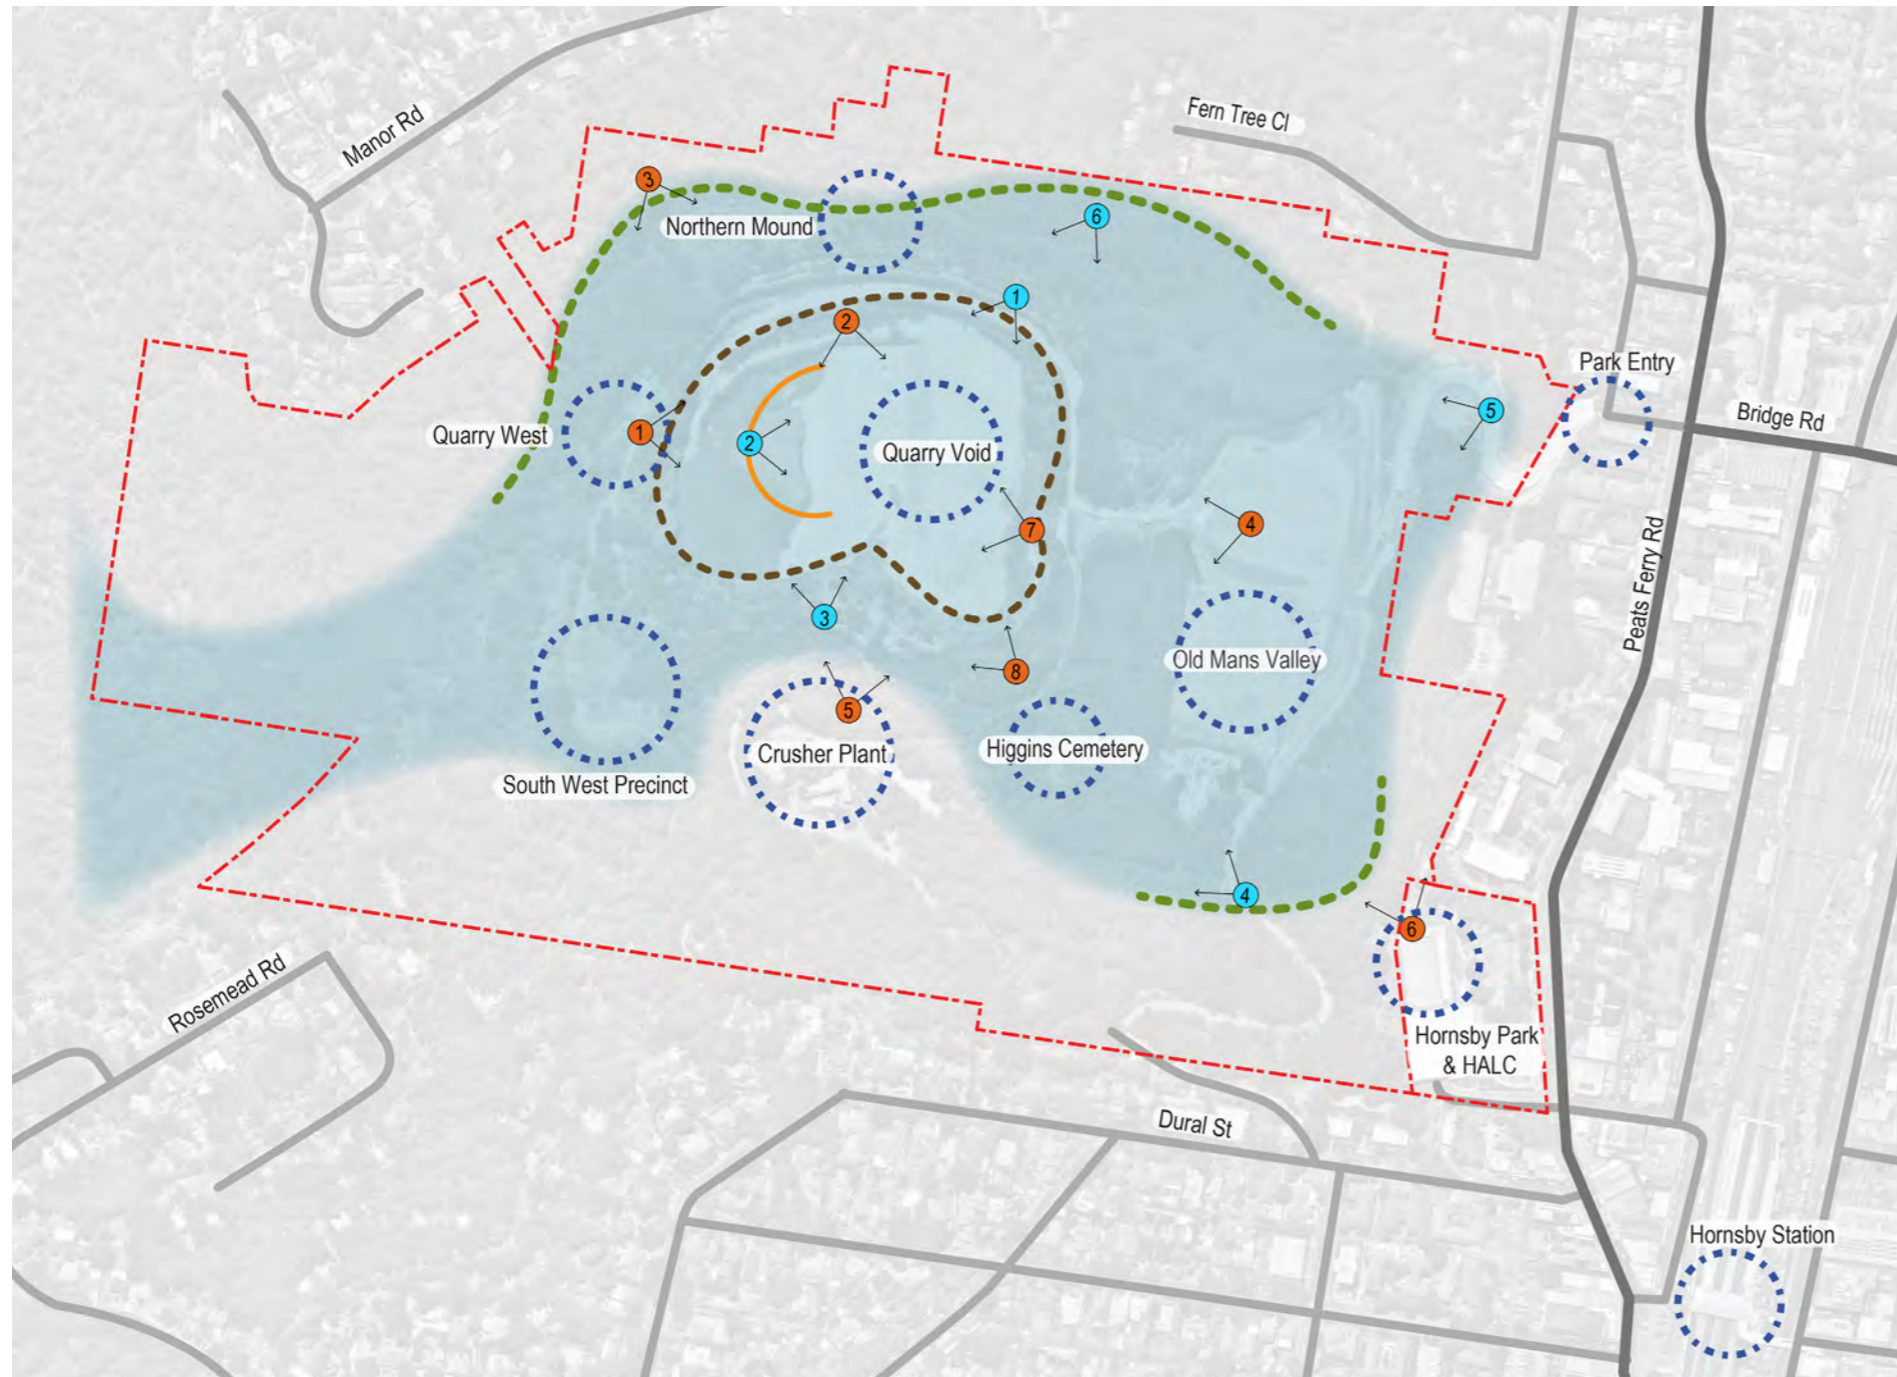 Manor Rd
Fern Tree Cl
3
Northern Mound
6
1
2
Park Entry
Bridge Rd
5
1
Quarry West
2
Quarry Void
4
7
Peats Ferry Rd
3
8
Old Mans Valley
5
Crusher Plant
Higgins Cemetery
South West Precinct
4
6
Rosemead Rd
Hornsby Park
& HALC
Dural St
Hornsby Station